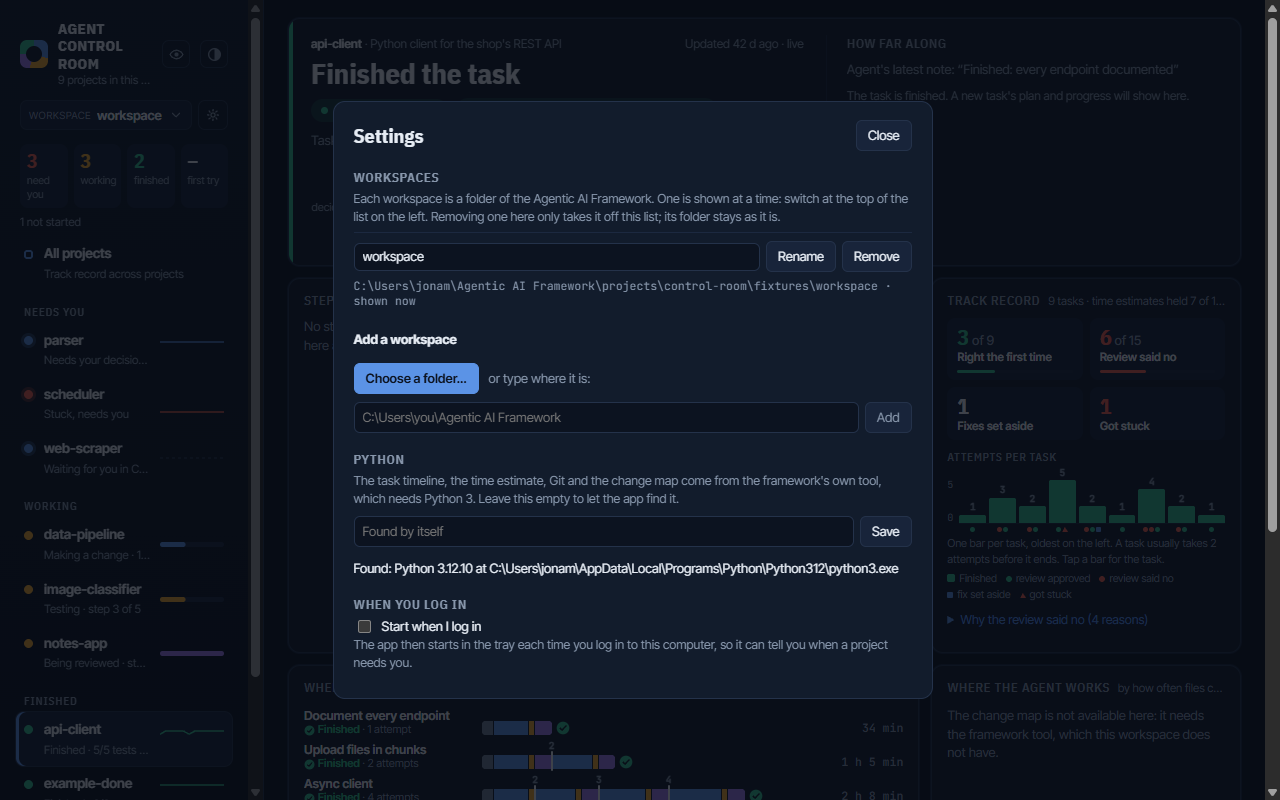 AGENT
CONTROL
ROOM
9 projects in this ...
WORKSPACE workspace
3 need you
3 working
2 finished
– first try
1 not started
All projects
Track record across projects
NEEDS YOU
parser
Needs your decisio...
scheduler
Stuck, needs you
web-scraper
Waiting for you in C...
WORKING
data-pipeline
Making a change · 1...
image-classifier
Testing · step 3 of 5
notes-app
Being reviewed · st...
FINISHED
api-client
Finished · 5/5 tests ...
example-done
api-client · Python client for the shop's REST API
Updated 42 d ago · live
Finished the task
HOW FAR ALONG
Agent's latest note: “Finished: every endpoint documented”
The task is finished. A new task's plan and progress will show here.
Settings
Close
WORKSPACES
Each workspace is a folder of the Agentic AI Framework. One is shown at a time: switch at the top of the
list on the left. Removing one here only takes it off this list; its folder stays as it is.
workspace
Rename
Remove
C:\Users\jonam\Agentic AI Framework\projects\control-room\fixtures\workspace ·
shown now
Add a workspace
Choose a folder...
or type where it is:
C:\Users\you\Agentic AI Framework
Add
PYTHON
The task timeline, the time estimate, Git and the change map come from the framework's own tool,
which needs Python 3. Leave this empty to let the app find it.
Found by itself
Save
Found: Python 3.12.10 at C:\Users\jonam\AppData\Local\Programs\Python\Python312\python3.exe
WHEN YOU LOG IN
Start when I log in
The app then starts in the tray each time you log in to this computer, so it can tell you when a project
needs you.
TRACK RECORD 9 tasks · time estimates held 7 of 1...
3 of 9
Right the first time
6 of 15
Review said no
1
Fixes set aside
1
Got stuck
ATTEMPTS PER TASK
5
0
1 3 2 5 2 1 4 2 1
One bar per task, oldest on the left. A task usually takes 2
attempts before it ends. Tap a bar for the task.
Finished review approved review said no
fix set aside got stuck
Why the review said no (4 reasons)
Document every endpoint
Finished · 1 attempt
34 min
Upload files in chunks
Finished · 2 attempts
2
1 h 5 min
Async client
Finished · 4 attempts
2 3 4
2 h 8 min
WHERE THE AGENT WORKS by how often files c...
The change map is not available here: it needs
the framework tool, which this workspace does
not have.